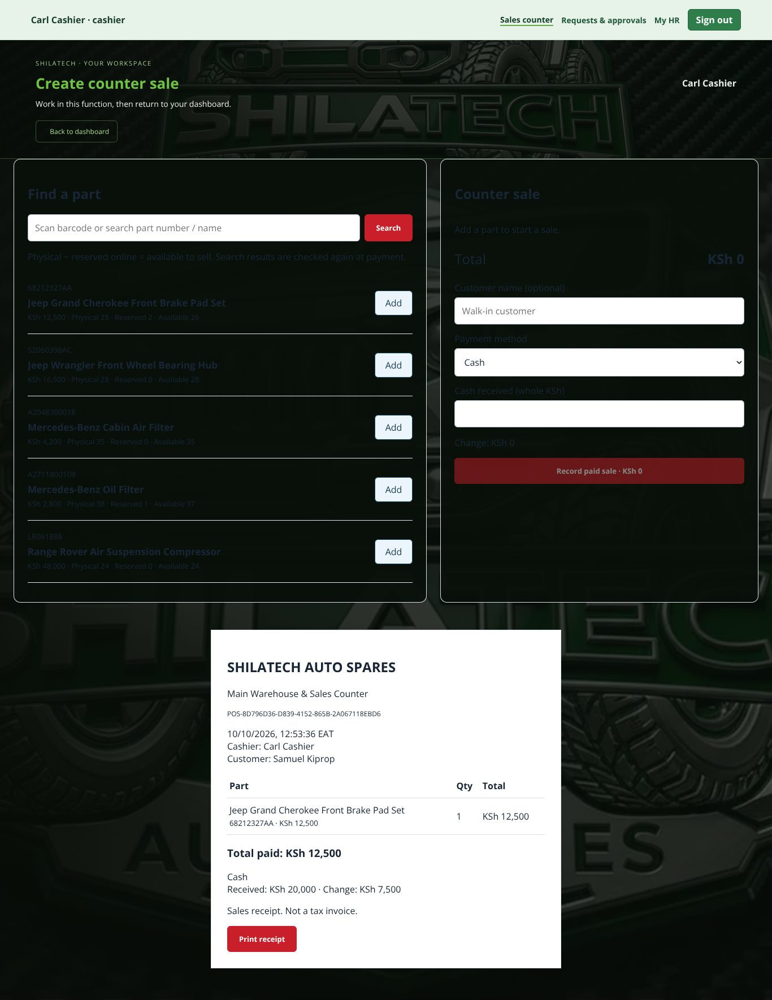 Carl Cashier · cashier
Sales counter
Requests & approvals
My HR
Sign out
SHILATECH · YOUR WORKSPACE
Create counter sale
Work in this function, then return to your dashboard.
Back to dashboard
Carl Cashier
SHILATECH
Find a part
Scan barcode or search part number / name
Search
Physical − reserved online = available to sell. Search results are checked again at payment.
68212327AA
Jeep Grand Cherokee Front Brake Pad Set
KSh 12,500 · Physical 28 · Reserved 2 · Available 26
Add
52060398AC
Jeep Wrangler Front Wheel Bearing Hub
KSh 16,500 · Physical 28 · Reserved 0 · Available 28
Add
A2048300018
Mercedes-Benz Cabin Air Filter
KSh 4,200 · Physical 35 · Reserved 0 · Available 35
Add
A2711800109
Mercedes-Benz Oil Filter
KSh 2,800 · Physical 38 · Reserved 1 · Available 37
Add
LR061888
Range Rover Air Suspension Compressor
KSh 48,000 · Physical 24 · Reserved 0 · Available 24
Add
Counter sale
Add a part to start a sale.
Total KSh 0
Customer name (optional)
Walk-in customer
Payment method
Cash
Cash received (whole KSh)
Change: KSh 0
Record paid sale · KSh 0
SHILATECH AUTO SPARES
Main Warehouse & Sales Counter
POS-8D796D36-D839-4152-865B-2A067118EBD6
10/10/2026, 12:53:36 EAT
Cashier: Carl Cashier
Customer: Samuel Kiprop
Part Qty Total
Jeep Grand Cherokee Front Brake Pad Set
68212327AA · KSh 12,500
1
KSh 12,500
Total paid: KSh 12,500
Cash
Received: KSh 20,000 · Change: KSh 7,500
Sales receipt. Not a tax invoice.
Print receipt